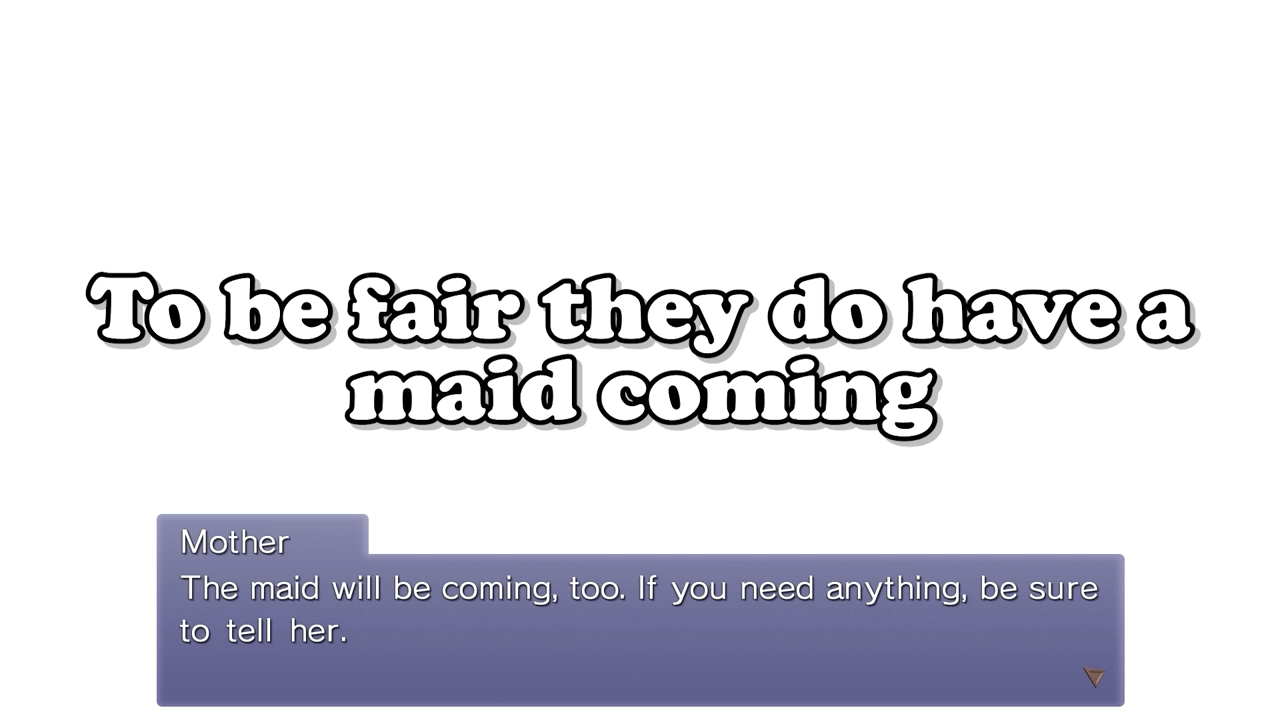 To be fair they do have a
maid coming
Mother
The maid will be coming, too. If you need anything, be sure
to tell her.